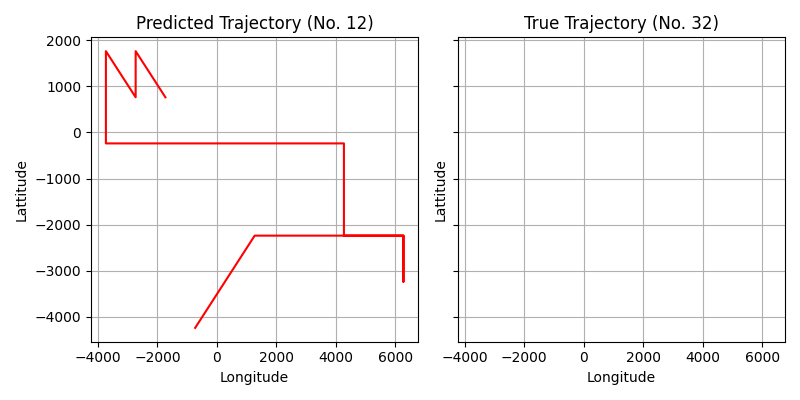 Predicted Trajectory (No. 12)
True Trajectory (No. 32)
2000
1000
0
−1000
−2000
−3000
−4000
Lattitude
Lattitude
−4000 −2000 0 2000 4000 6000
−4000 −2000 0 2000 4000 6000
Longitude
Longitude